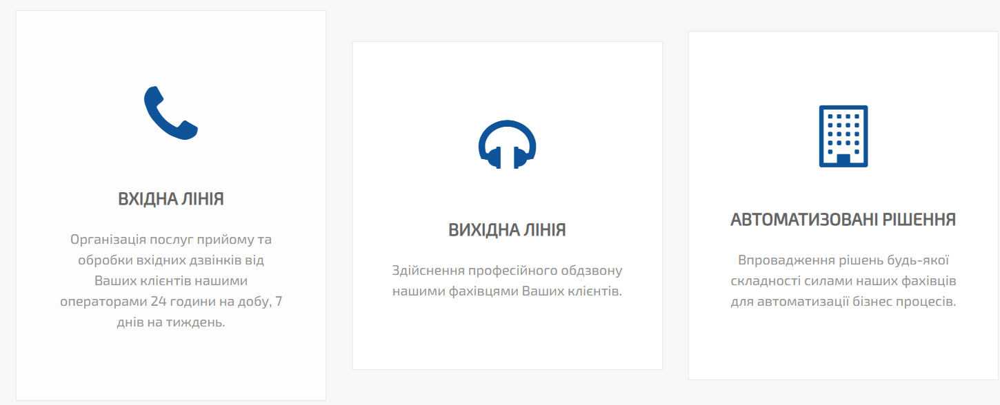 ВХІДНА ЛІНІЯ
Організація послуг прийому та
обробки вхідних дзвінків від
Ваших клієнтів нашими
операторами 24 години на добу, 7
днів на тиждень.
ВИХІДНА ЛІНІЯ
Здійснення професійного обдзвону
нашими фахівцями Ваших клієнтів.
АВТОМАТИЗОВАНІ РІШЕННЯ
Впровадження рішень будь-якої
складності силами наших фахівців
для автоматизації бізнес процесів.